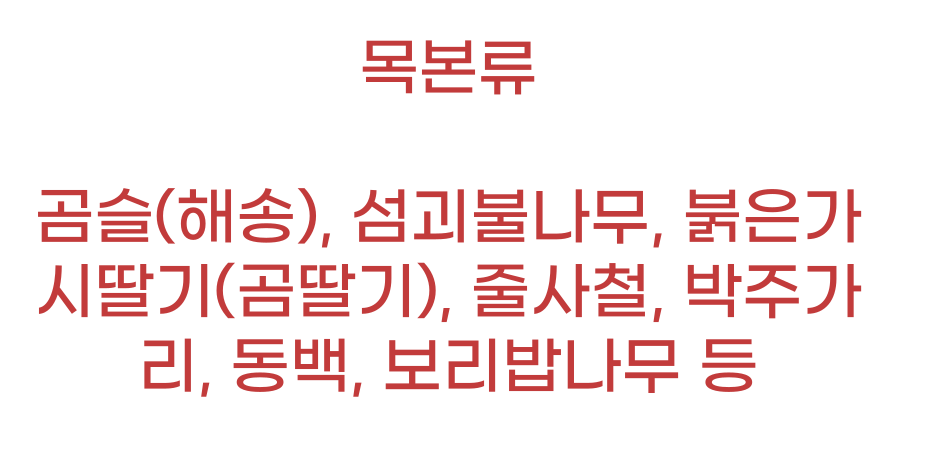 목본류
곰슬(해송), 섬괴불나무, 붉은가
시딸기(곰딸기), 줄사철, 박주가
리, 동백, 보리밥나무 등